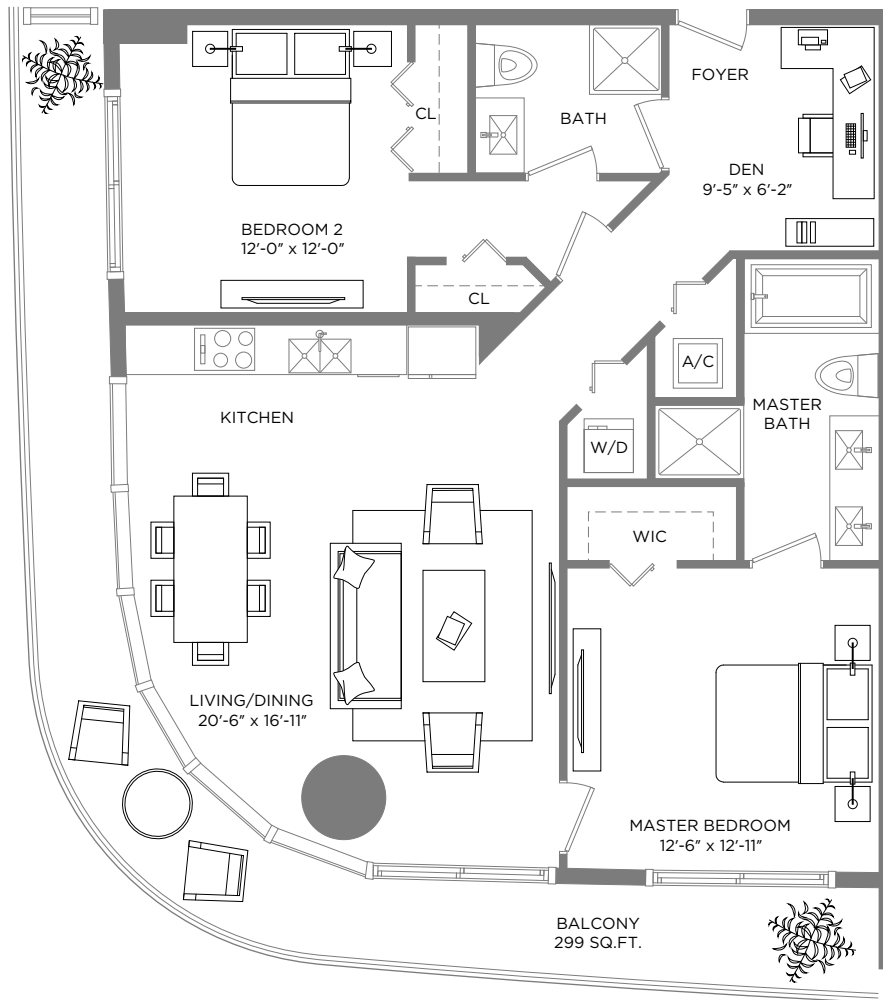 FOYER
CL
BATH
DEN
9'-5" x 6'-2"
BEDROOM 2
12'-0" x 12'-0"
CL
A/C
MASTER
BATH
KITCHEN
W/D
WIC
LIVING/DINING
20'-6" x 16'-11"
MASTER BEDROOM
12'-6" x 12'-11"
BALCONY
299 SQ.FT.